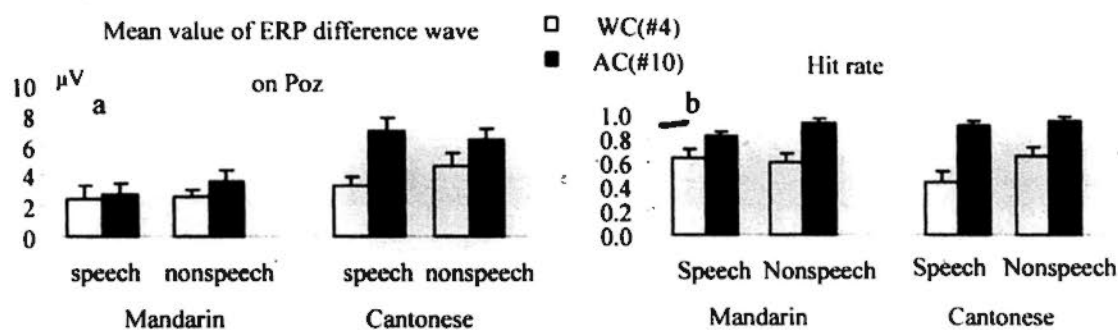 Mean value of ERP difference wave
WC(#4)
AC(#10)
μV
on Poz
a
10
8
6
4
2
0
speech nonspeech
speech nonspeech
Mandarin
Cantonese
Hit rate
b
1.0
0.8
0.6
0.4
0.2
0.0
Speech Nonspeech
Speech Nonspeech
Mandarin
Cantonese